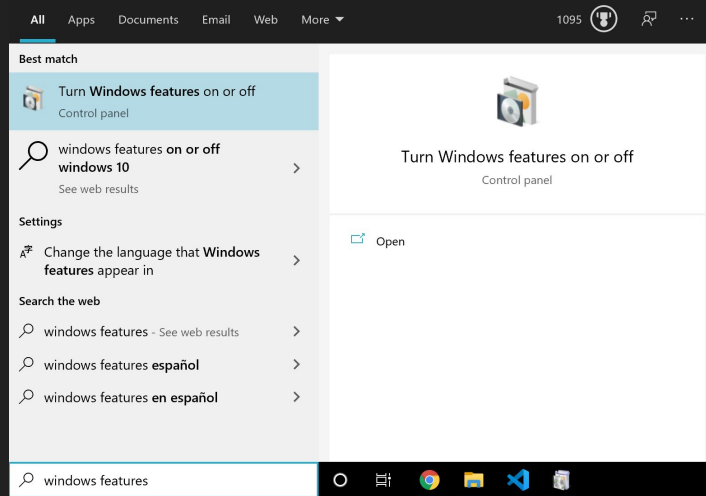 All Apps Documents Email Web More 1095
Best match
Turn Windows features on or off
Control panel
windows features on or off
windows 10
See web results
Settings
Change the language that Windows
features appear in
Search the web
windows features - See web results
windows features español
windows features en español
windows features
Turn Windows features on or off
Control panel
Open